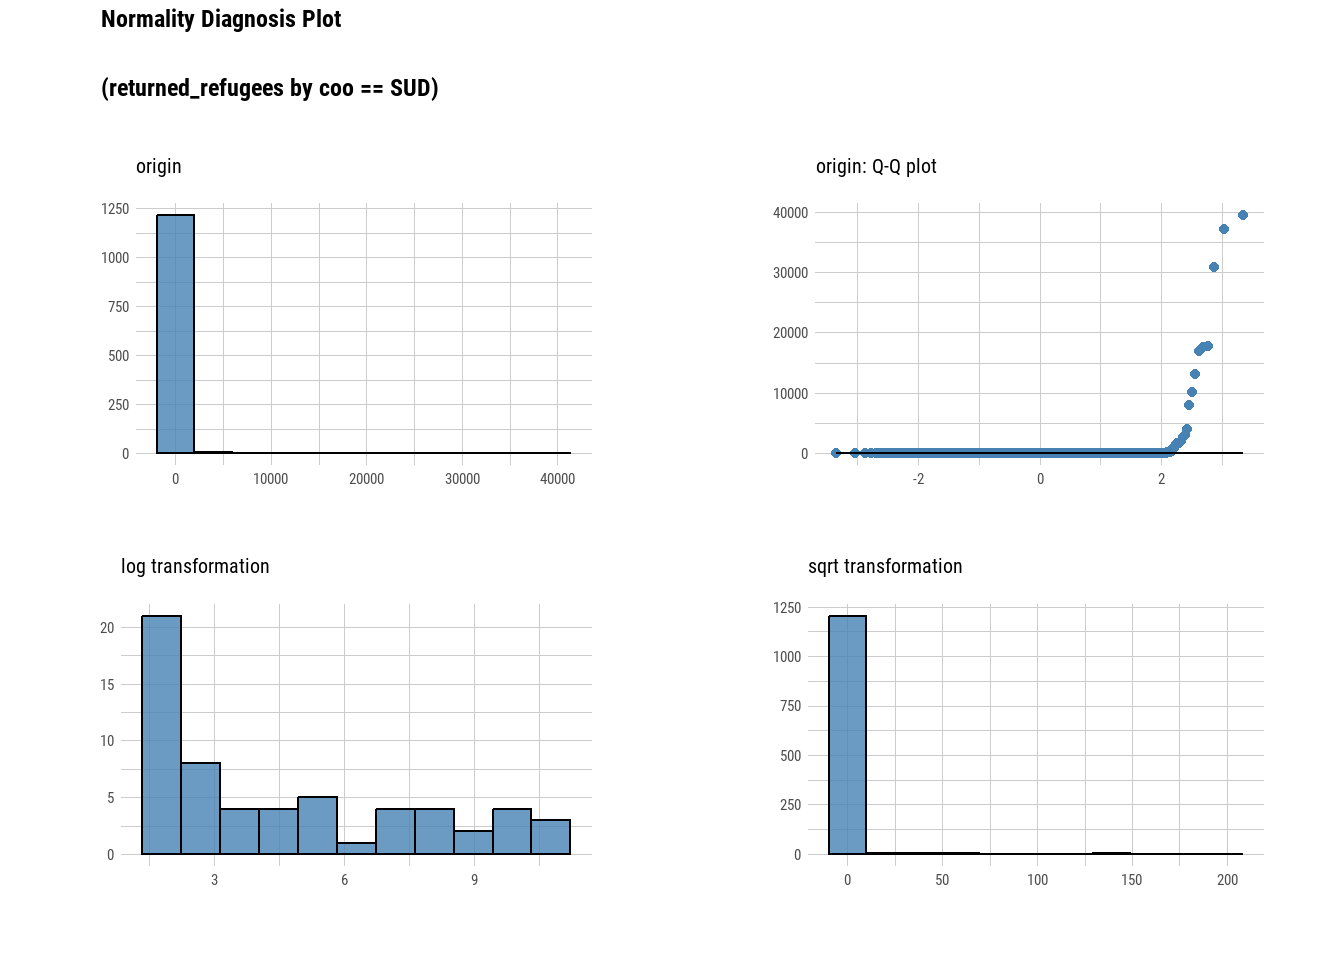 Normality Diagnosis Plot
(returned_refugees by coo == SUD)
origin
1250
1000
750
500
250
0
0 10000 20000 30000 40000
origin: Q-Q plot
40000
30000
20000
10000
0
-2 0 2
log transformation
20
15
10
5
0
3 6 9
sqrt transformation
1250
1000
750
500
250
0
0 50 100 150 200